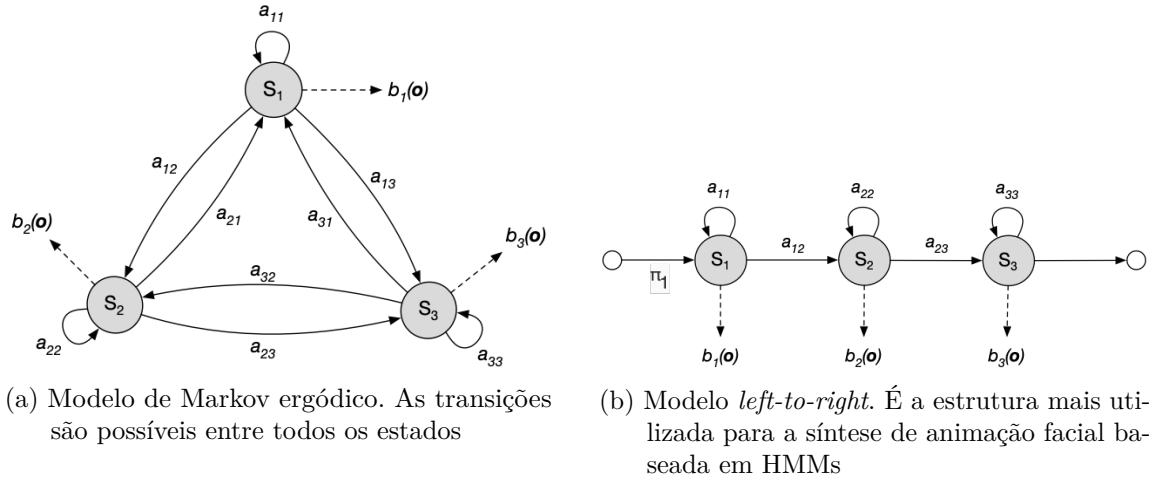 a11
S1
b1(o)
a12
a13
a21
a31
b2(o)
b3(o)
a32
S2
S3
a22
a23
a33
(a) Modelo de Markov ergódico. As transições
são possíveis entre todos os estados
a11
a22
a33
S1
a12
S2
a23
S3
π1
b1(o)
b2(o)
b3(o)
(b) Modelo left-to-right. É a estrutura mais uti-
lizada para a síntese de animação facial ba-
seada em HMMs